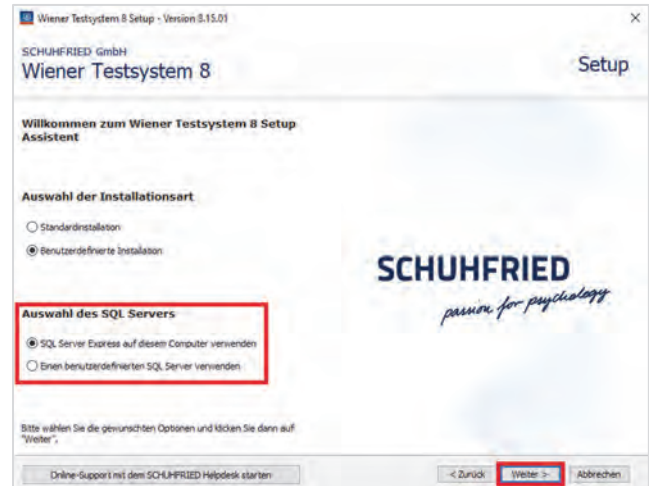 Wiener Testsystem 8 Setup - Version 8.15.01
SCHUHFRIED GmbH
Wiener Testsystem 8
Setup
Willkommen zum Wiener Testsystem 8 Setup
Assistent
Auswahl der Installationsart
Standardinstallation
Benutzerdefinierte Installation
SCHUHFRIED
passion for psychology
Auswahl des SQL Servers
SQL Server Express auf diesem Computer verwenden
Einen benutzerdefinierten SQL Server verwenden
Bitte wählen Sie die gewünschten Optionen und klicken Sie dann auf
"Weiter".
Online-Support mit dem SCHUHFRIED Helpdesk starten
< Zurück
Weiter >
Abbrechen